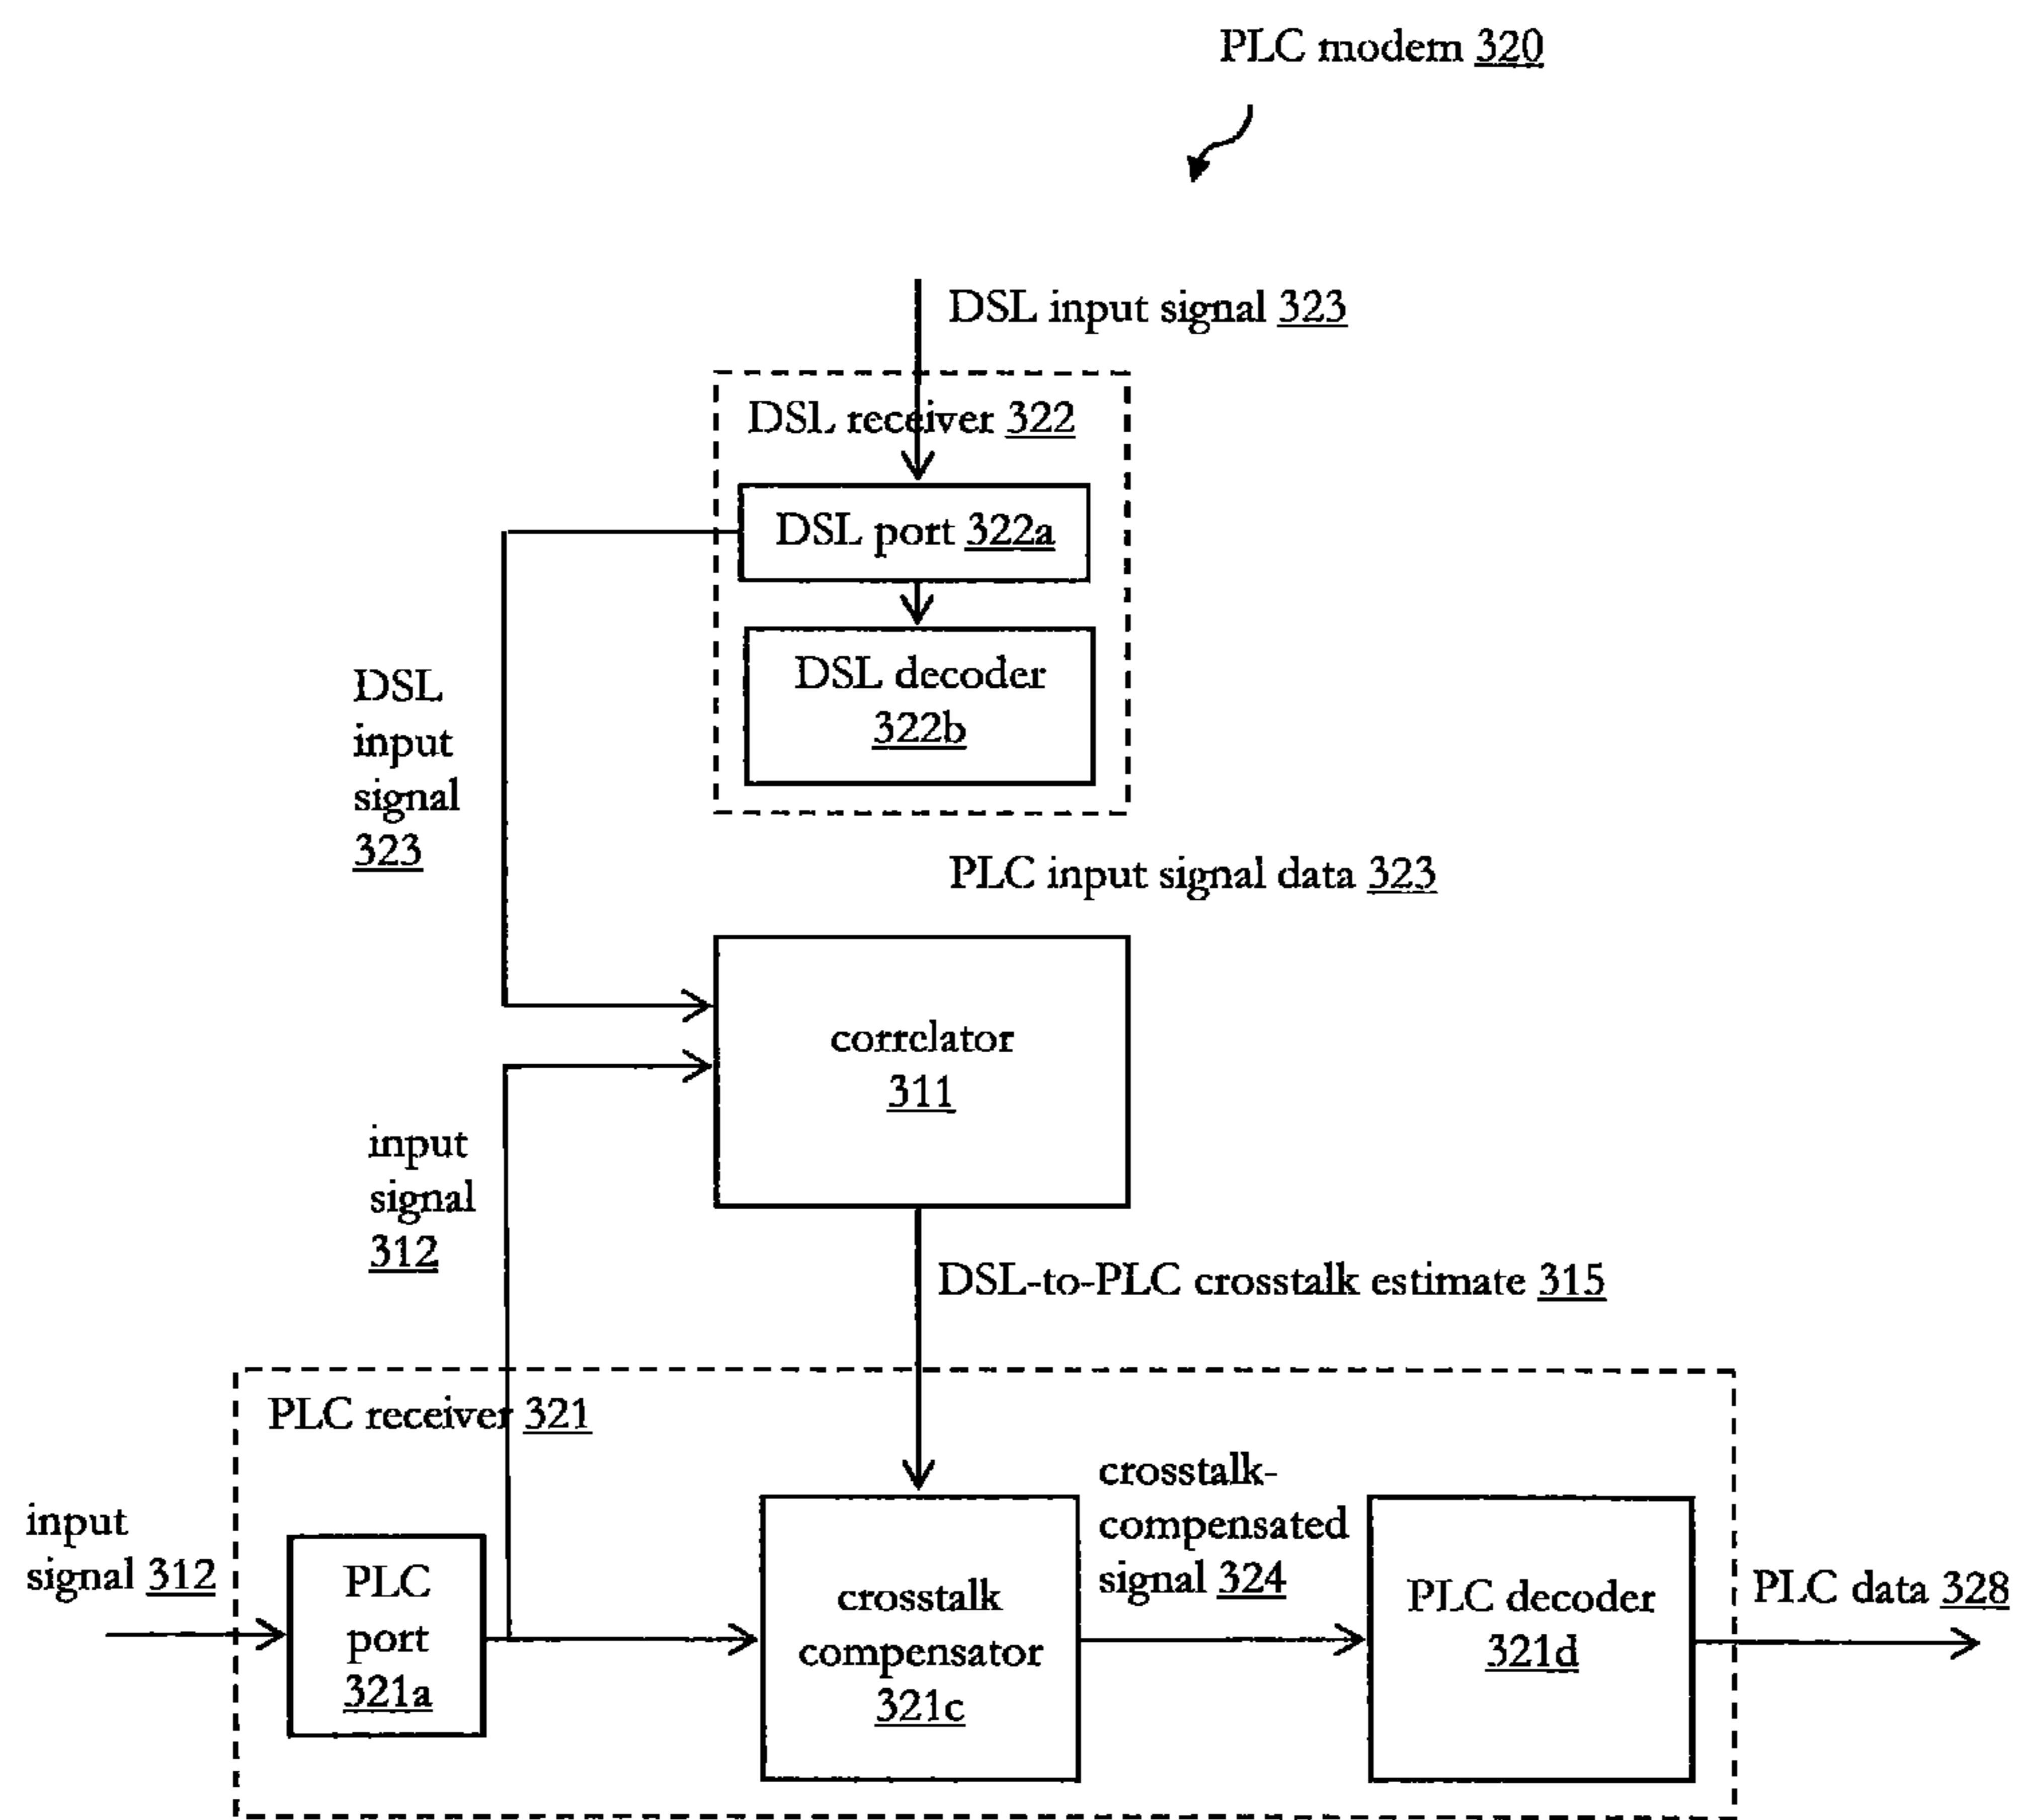 PLC modem 320
DSL input signal 323
DSL receiver 322
DSL port 322a
DSL decoder
322b
DSL
input
signal
323
PLC input signal data 323
correlator
311
input
signal
312
DSL-to-PLC crosstalk estimate 315
PLC receiver 321
input
signal 312
PLC
port
321a
crosstalk
compensator
321c
crosstalk-
compensated
signal 324
PLC decoder
321d
PLC data 328